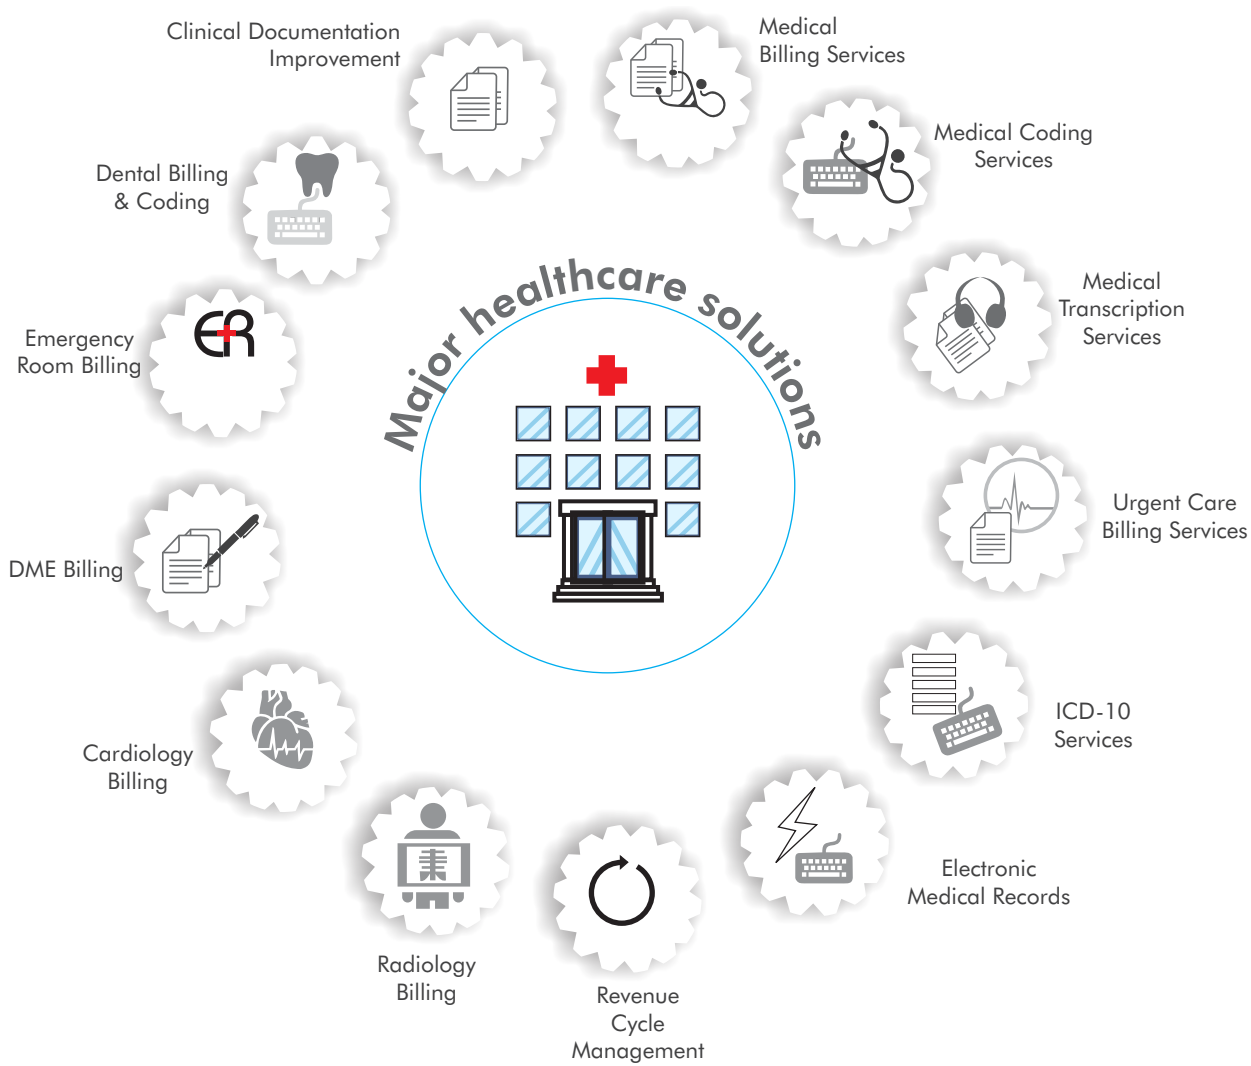 Clinical Documentation
Improvement
Medical
Billing Services
Medical Coding
Services
Medical
Transcription
Services
Urgent Care
Billing Services
ICD-10
Services
Electronic
Medical Records
Revenue
Cycle
Management
Radiology
Billing
Cardiology
Billing
DME Billing
Emergency
Room Billing
ER
Dental Billing
& Coding
Major healthcare solutions